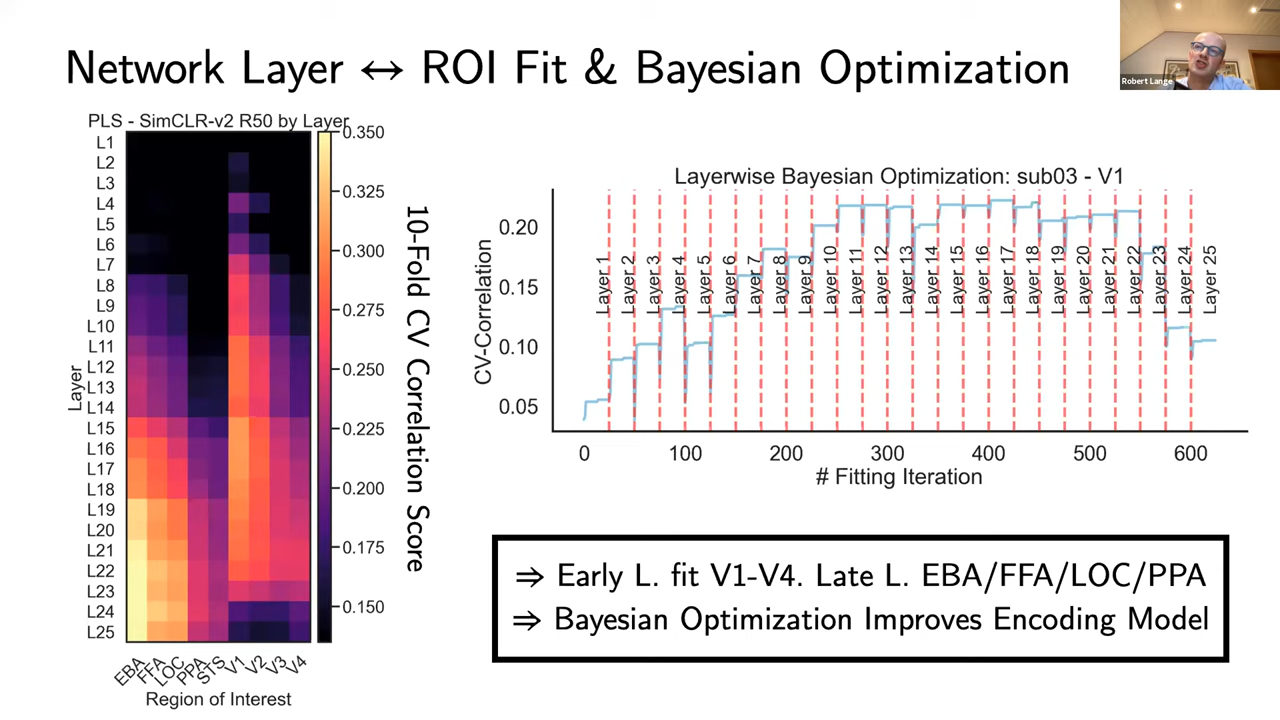 Network Layer ↔ ROI Fit & Bayesian Optimization
Robert Lange
PLS - SimCLR-v2 R50 by Layer
Layer
L1
L2
L3
L4
L5
L6
L7
L8
L9
L10
L11
L12
L13
L14
L15
L16
L17
L18
L19
L20
L21
L22
L23
L24
L25
EBA
FFA
LOC
PPA
STS
V1
V2
V3
V4
Region of Interest
0.350
0.325
0.300
0.275
0.250
0.225
0.200
0.175
0.150
10-Fold CV Correlation Score
Layerwise Bayesian Optimization: sub03 - V1
CV-Correlation
0.20
0.15
0.10
0.05
Layer 1
Layer 2
Layer 3
Layer 4
Layer 5
Layer 6
Layer 7
Layer 8
Layer 9
Layer 10
Layer 11
Layer 12
Layer 13
Layer 14
Layer 15
Layer 16
Layer 17
Layer 18
Layer 19
Layer 20
Layer 21
Layer 22
Layer 23
Layer 24
Layer 25
0 100 200 300 400 500 600
# Fitting Iteration
⇒ Early L. fit V1-V4. Late L. EBA/FFA/LOC/PPA
⇒ Bayesian Optimization Improves Encoding Model